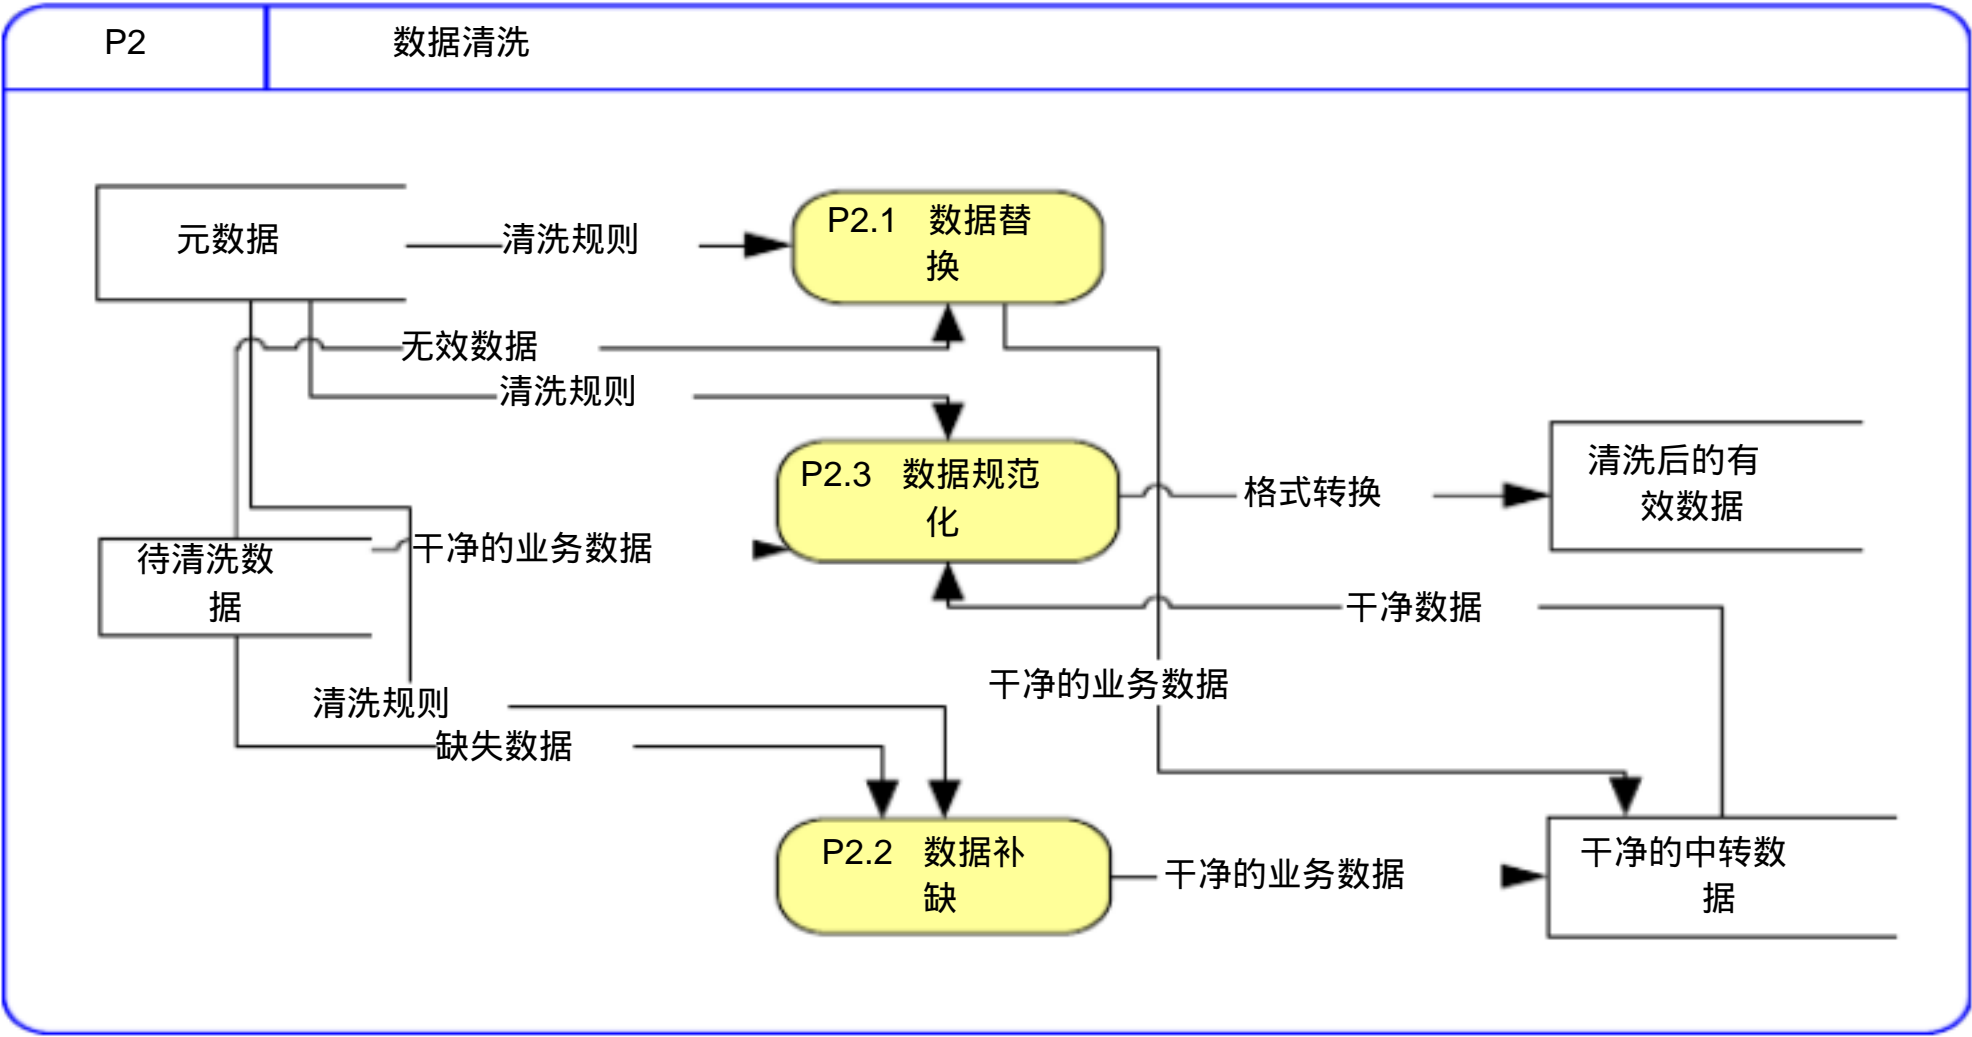 P2
数据清洗
元数据
清洗规则
P2.1 数据替
换
无效数据
清洗规则
P2.3 数据规范
化
格式转换
清洗后的有
效数据
待清洗数
据
干净的业务数据
干净数据
干净的业务数据
清洗规则
缺失数据
P2.2 数据补
缺
干净的业务数据
干净的中转数
据